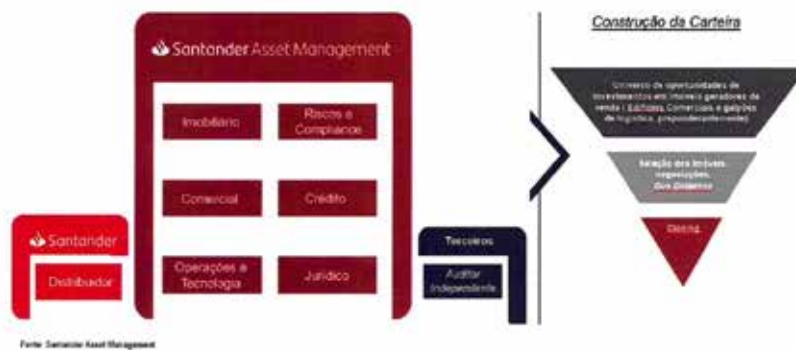 Santander Asset Management
Imobiliário
Riscos e
Compliance
Comercial
Crédito
Operações e
Tecnologia
Jurídico
Santander
Distribuidor
Terceiros
Auditor
Independente
Fonte: Santander Asset Management
Construção da Carteira
Universo de oportunidades de
investimentos em imóveis geradores de
renda ( Edifícios Comerciais e galpões
de logística, preponderantemente)
Seleção dos Imóveis,
negociações,
Due Diligence
Closing